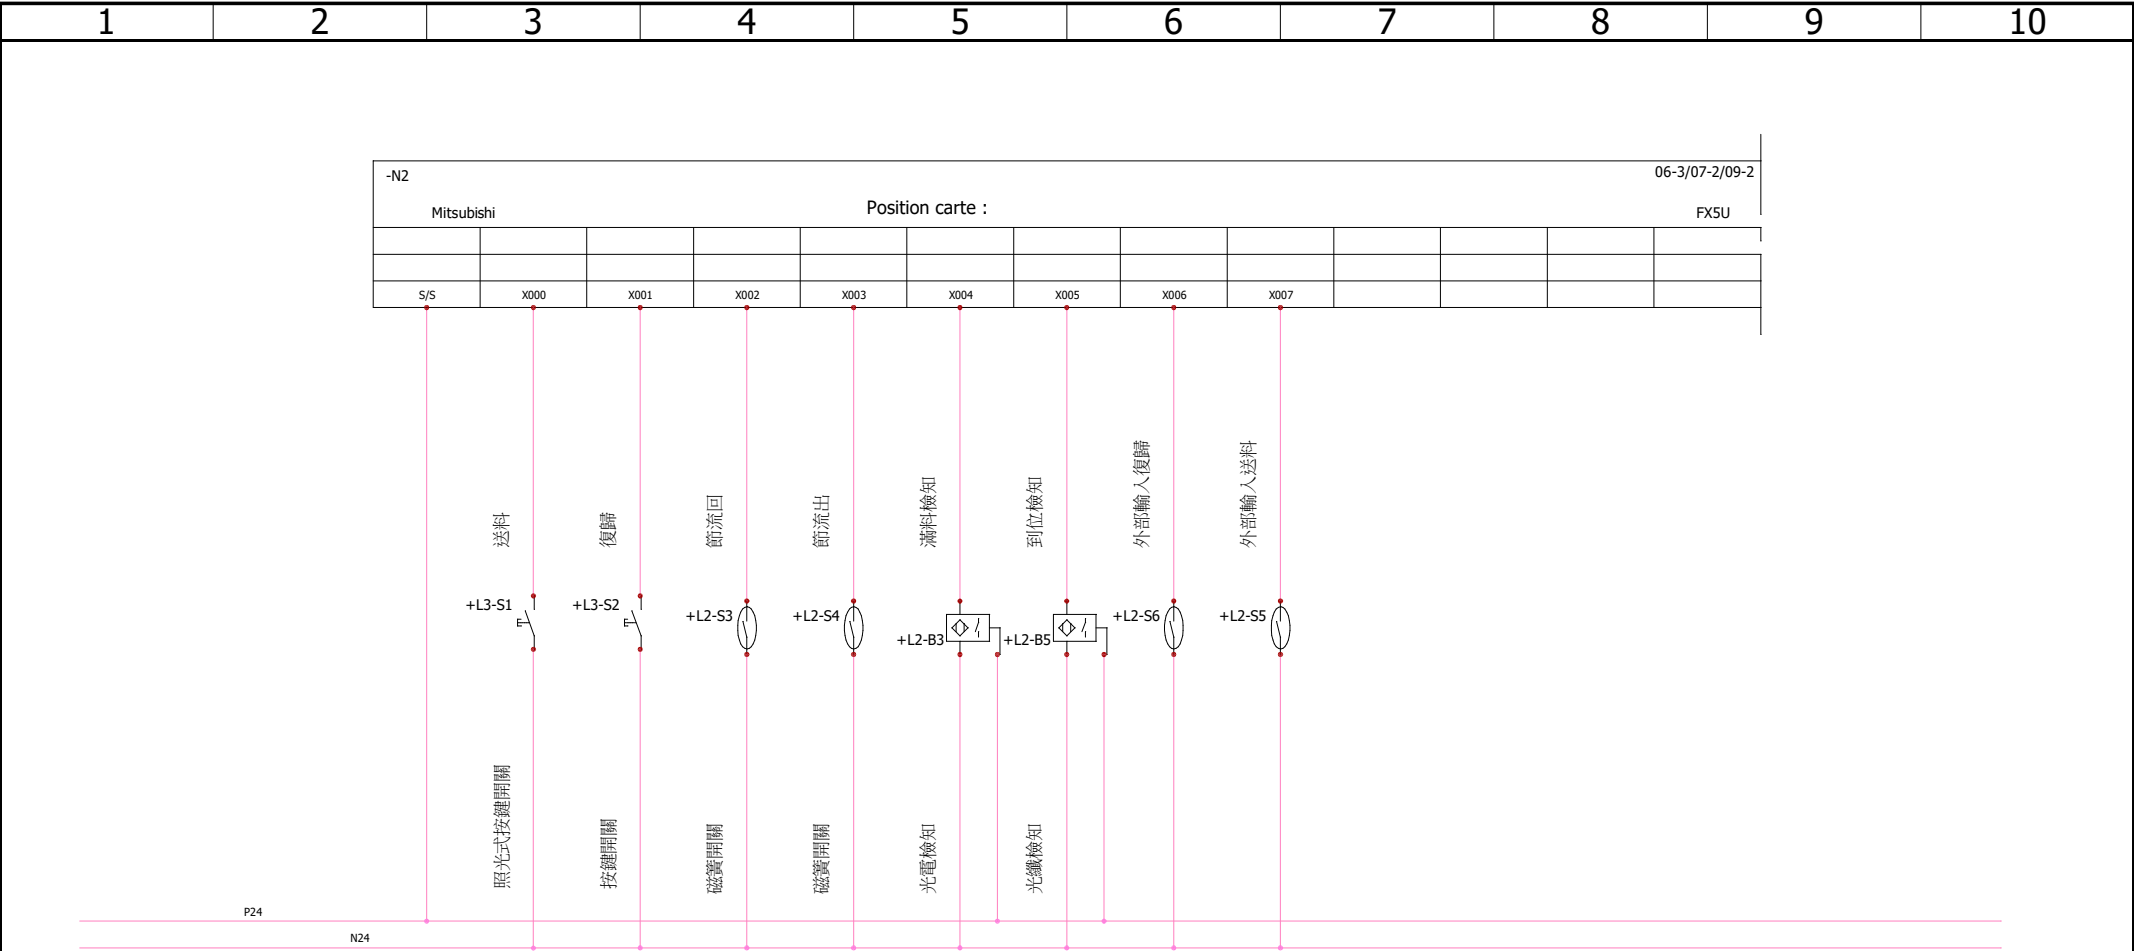 1 2 3 4 5 6 7 8 9 10
-N2 06-3/07-2/09-2
Mitsubishi Position carte : FX5U
S/S X000 X001 X002 X003 X004 X005 X006 X007
送料
復歸
節流回
節流出
滿料檢知
到位檢知
外部輸入復歸
外部輸入送料
+L3-S1
+L3-S2
+L2-S3
+L2-S4
+L2-B3
+L2-B5
+L2-S6
+L2-S5
照光式按鍵開關
按鍵開關
磁簧開關
磁簧開關
光電檢知
光纖檢知
P24
N24